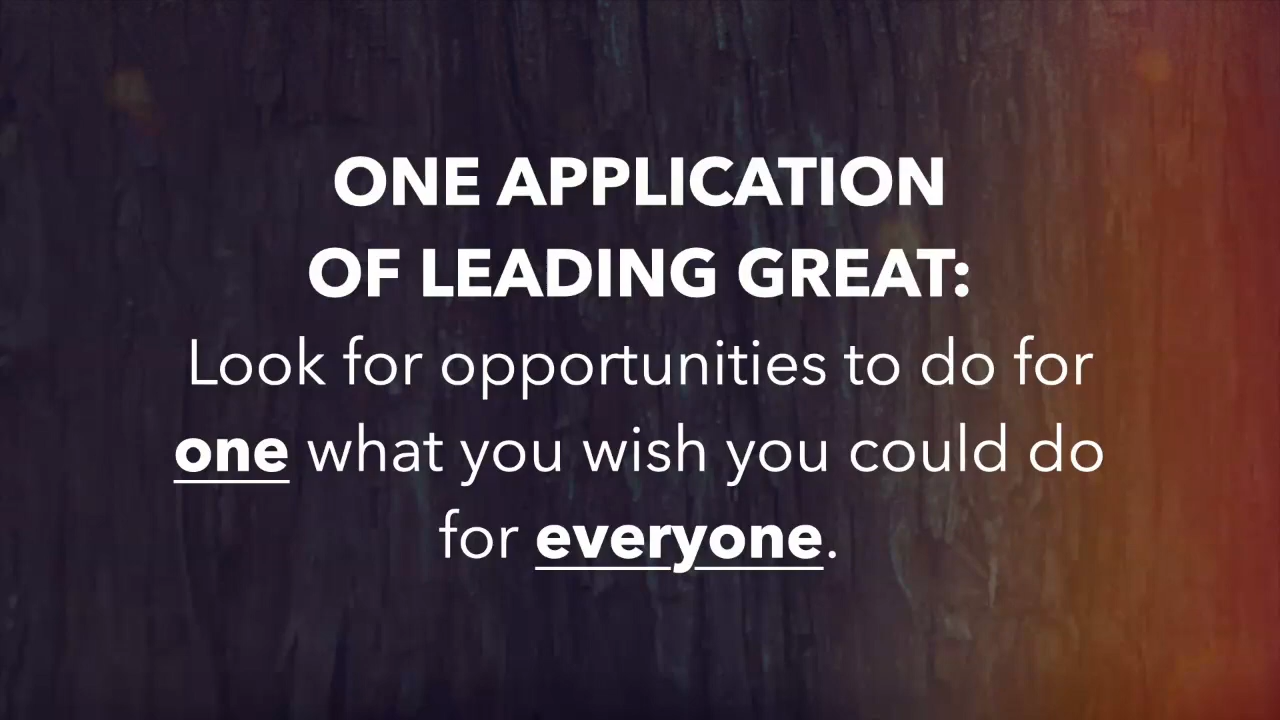 ONE APPLICATION
OF LEADING GREAT:
Look for opportunities to do for
one what you wish you could do
for everyone.